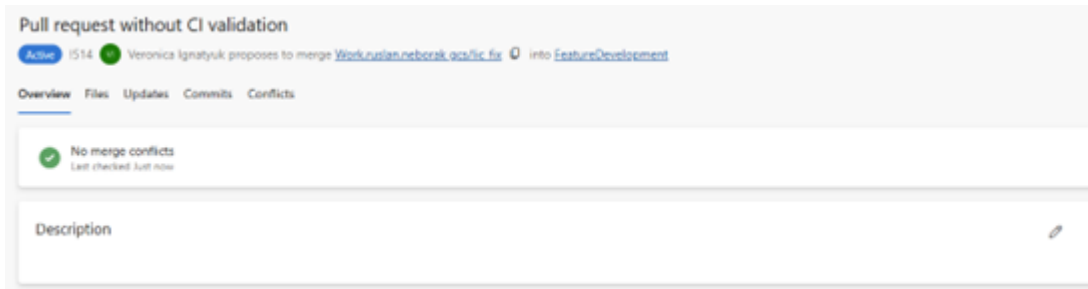 Pull request without CI validation
Active 1514 Veronica Ignatyuk proposes to merge Work.ruslan.neborak.gcs/lic_fix into FeatureDevelopment
Overview Files Updates Commits Conflicts
No merge conflicts
Last checked Just now
Description